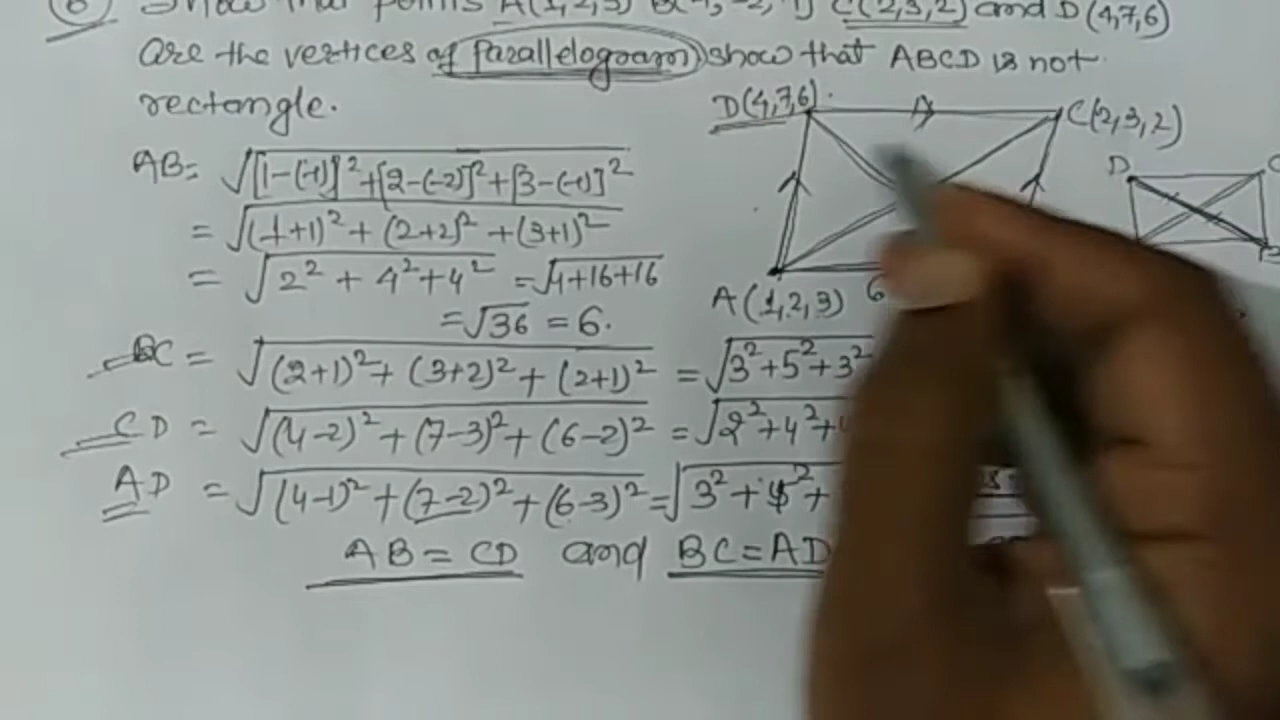 ⑥ Show that points A(1,2,3) B(-1,-2,-1) C(2,3,2) and D(4,7,6)
are the vertices of parallelogram show that ABCD is not
rectangle.
D(4,7,6).
C(2,3,2)
D
C
AB= √[1-(-1)]²+[2-(-2)]²+[3-(-1)]²
= √(1+1)² + (2+2)² + (3+1)²
= √2² + 4² + 4² = √4+16+16
A(1,2,3) 6
B
= √36 = 6.
BC = √(2+1)² + (3+2)² + (2+1)² = √3²+5²+3²
CD = √(4-2)² + (7-3)² + (6-2)² = √2²+4²+4
AD = √(4-1)² + (7-2)² + (6-3)² = √3² + 5² +
AB = CD and BC = AD